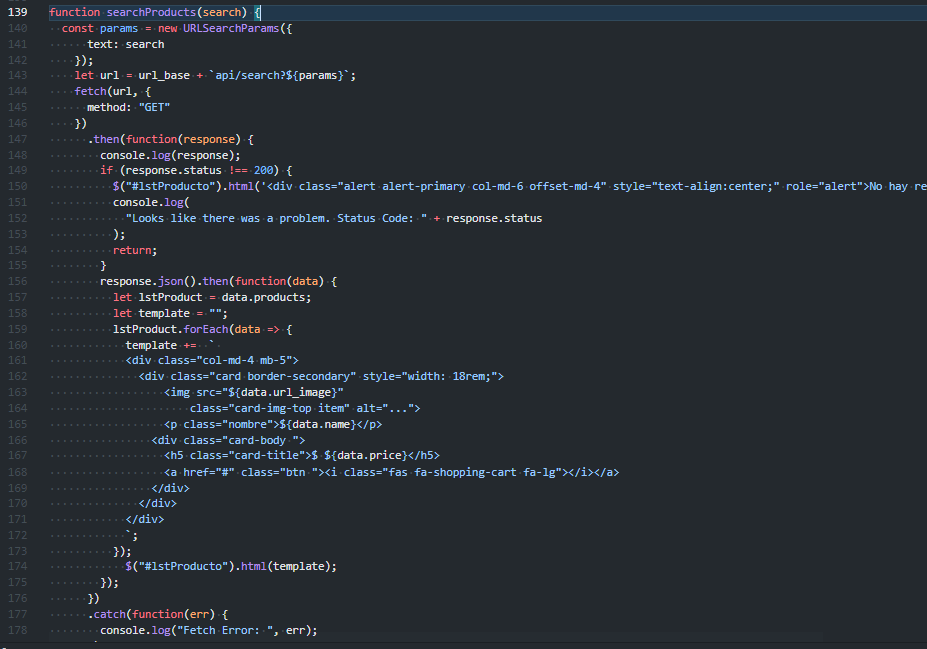 139 function searchProducts(search) {
140 const params = new URLSearchParams({
141 text: search
142 });
143 let url = url_base + `api/search?${params}`;
144 fetch(url, {
145 method: "GET"
146 })
147 .then(function(response) {
148 console.log(response);
149 if (response.status !== 200) {
150 $("#lstProducto").html('<div class="alert alert-primary col-md-6 offset-md-4" style="text-align:center;" role="alert">No hay re
151 console.log(
152 "Looks like there was a problem. Status Code: " + response.status
153 );
154 return;
155 }
156 response.json().then(function(data) {
157 let lstProduct = data.products;
158 let template = "";
159 lstProduct.forEach(data => {
160 template += `
161 <div class="col-md-4 mb-5">
162 <div class="card border-secondary" style="width: 18rem;">
163 <img src="${data.url_image}"
164 class="card-img-top item" alt="...">
165 <p class="nombre">${data.name}</p>
166 <div class="card-body ">
167 <h5 class="card-title">$ ${data.price}</h5>
168 <a href="#" class="btn "><i class="fas fa-shopping-cart fa-lg"></i></a>
169 </div>
170 </div>
171 </div>
172 `;
173 });
174 $("#lstProducto").html(template);
175 });
176 })
177 .catch(function(err) {
178 console.log("Fetch Error: ", err);